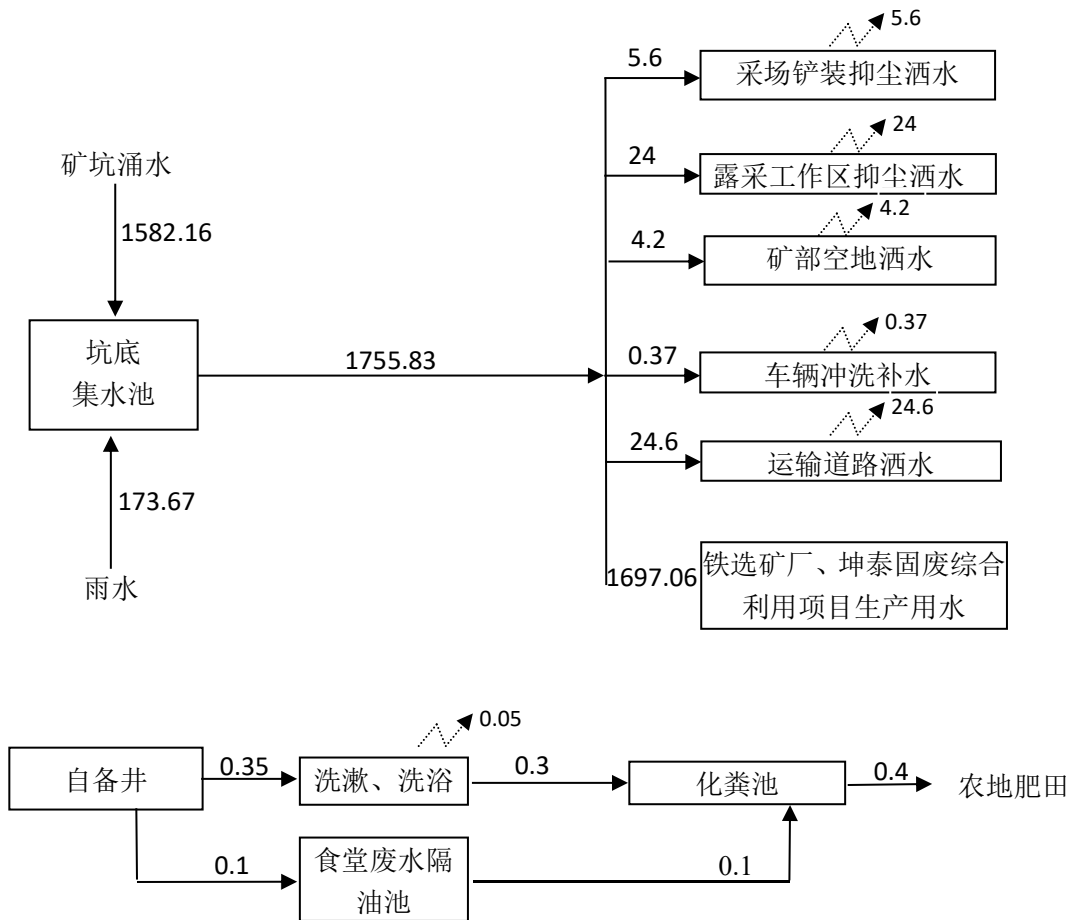 5.6
5.6
采场铲装抑尘洒水
24
24
露采工作区抑尘洒水
矿坑涌水
1582.16
4.2
4.2
矿部空地洒水
坑底
集水池
1755.83
0.37
0.37
车辆冲洗补水
24.6
24.6
运输道路洒水
173.67
雨水
1697.06
铁选矿厂、坤泰固废综合
利用项目生产用水
0.05
自备井
0.35
洗漱、洗浴
0.3
化粪池
0.4
农地肥田
0.1
食堂废水隔
油池
0.1